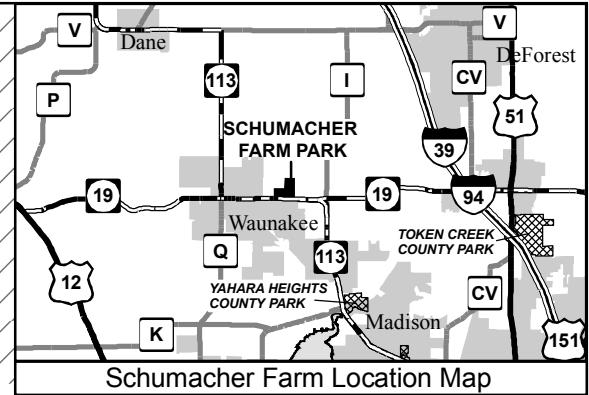 V
Dane
V
DeForest
113
I
CV
P
51
SCHUMACHER
FARM PARK
39
19
19
94
Waunakee
TOKEN CREEK
COUNTY PARK
Q
113
12
YAHARA HEIGHTS
COUNTY PARK
CV
Madison
K
151
Schumacher Farm Location Map